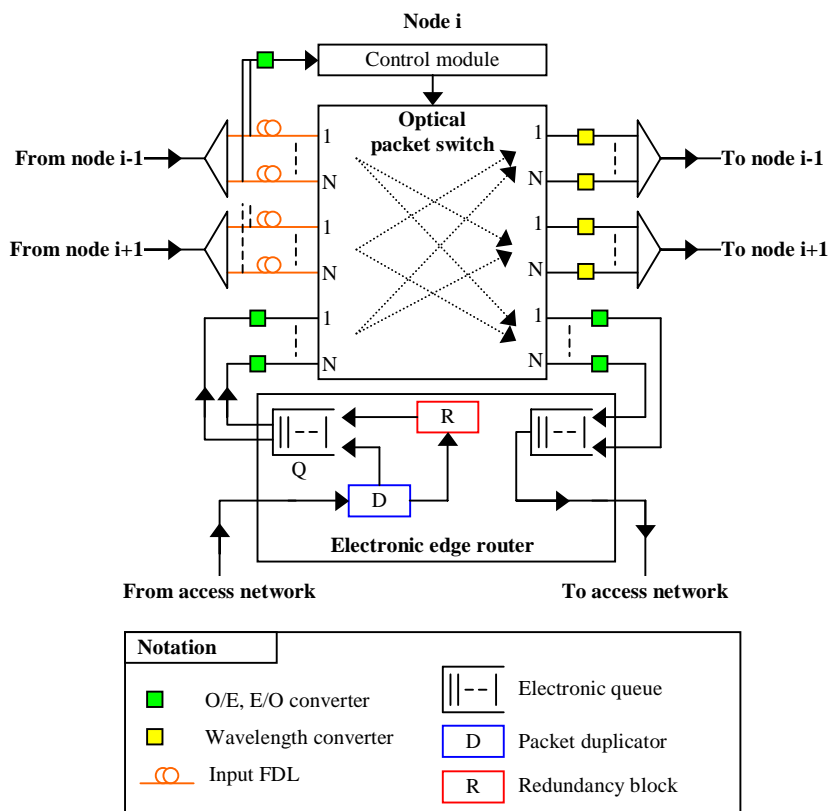 Node i
Control module
Optical
packet switch
From node i-1
1
N
1
N
To node i-1
From node i+1
1
N
1
N
To node i+1
1
N
1
N
R
Q
D
Electronic edge router
From access network
To access network
Notation
O/E, E/O converter
Wavelength converter
Input FDL
Electronic queue
D
Packet duplicator
R
Redundancy block